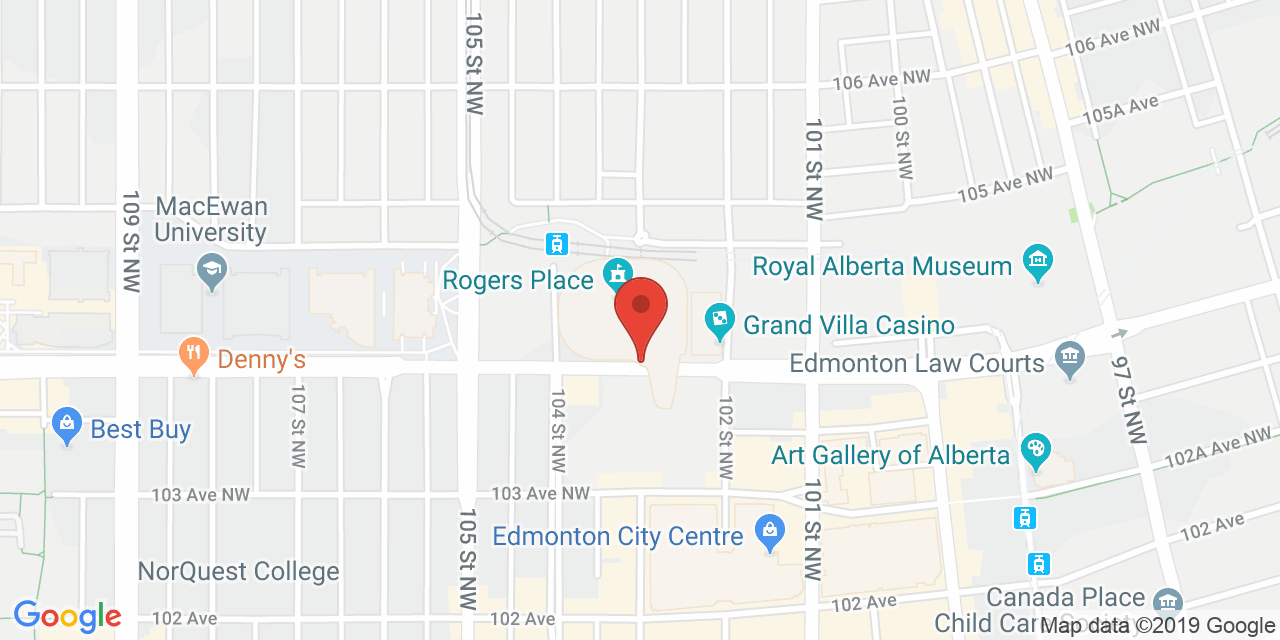 105 St NW
106 Ave NW
106 Ave NW
100 St NW
105A Ave
101 St NW
105 Ave NW
109 St NW
MacEwan
University
Rogers Place
Royal Alberta Museum
Grand Villa Casino
Denny's
Edmonton Law Courts
97 St NW
107 St NW
104 St NW
102 St NW
Best Buy
Art Gallery of Alberta
102A Ave NW
103 Ave NW
103 Ave NW
101 St NW
105 St NW
Edmonton City Centre
102 Ave
NorQuest College
Canada Place
Child Care Society
102 Ave
102 Ave NW
102 Ave
Google
Map data ©2019 Google